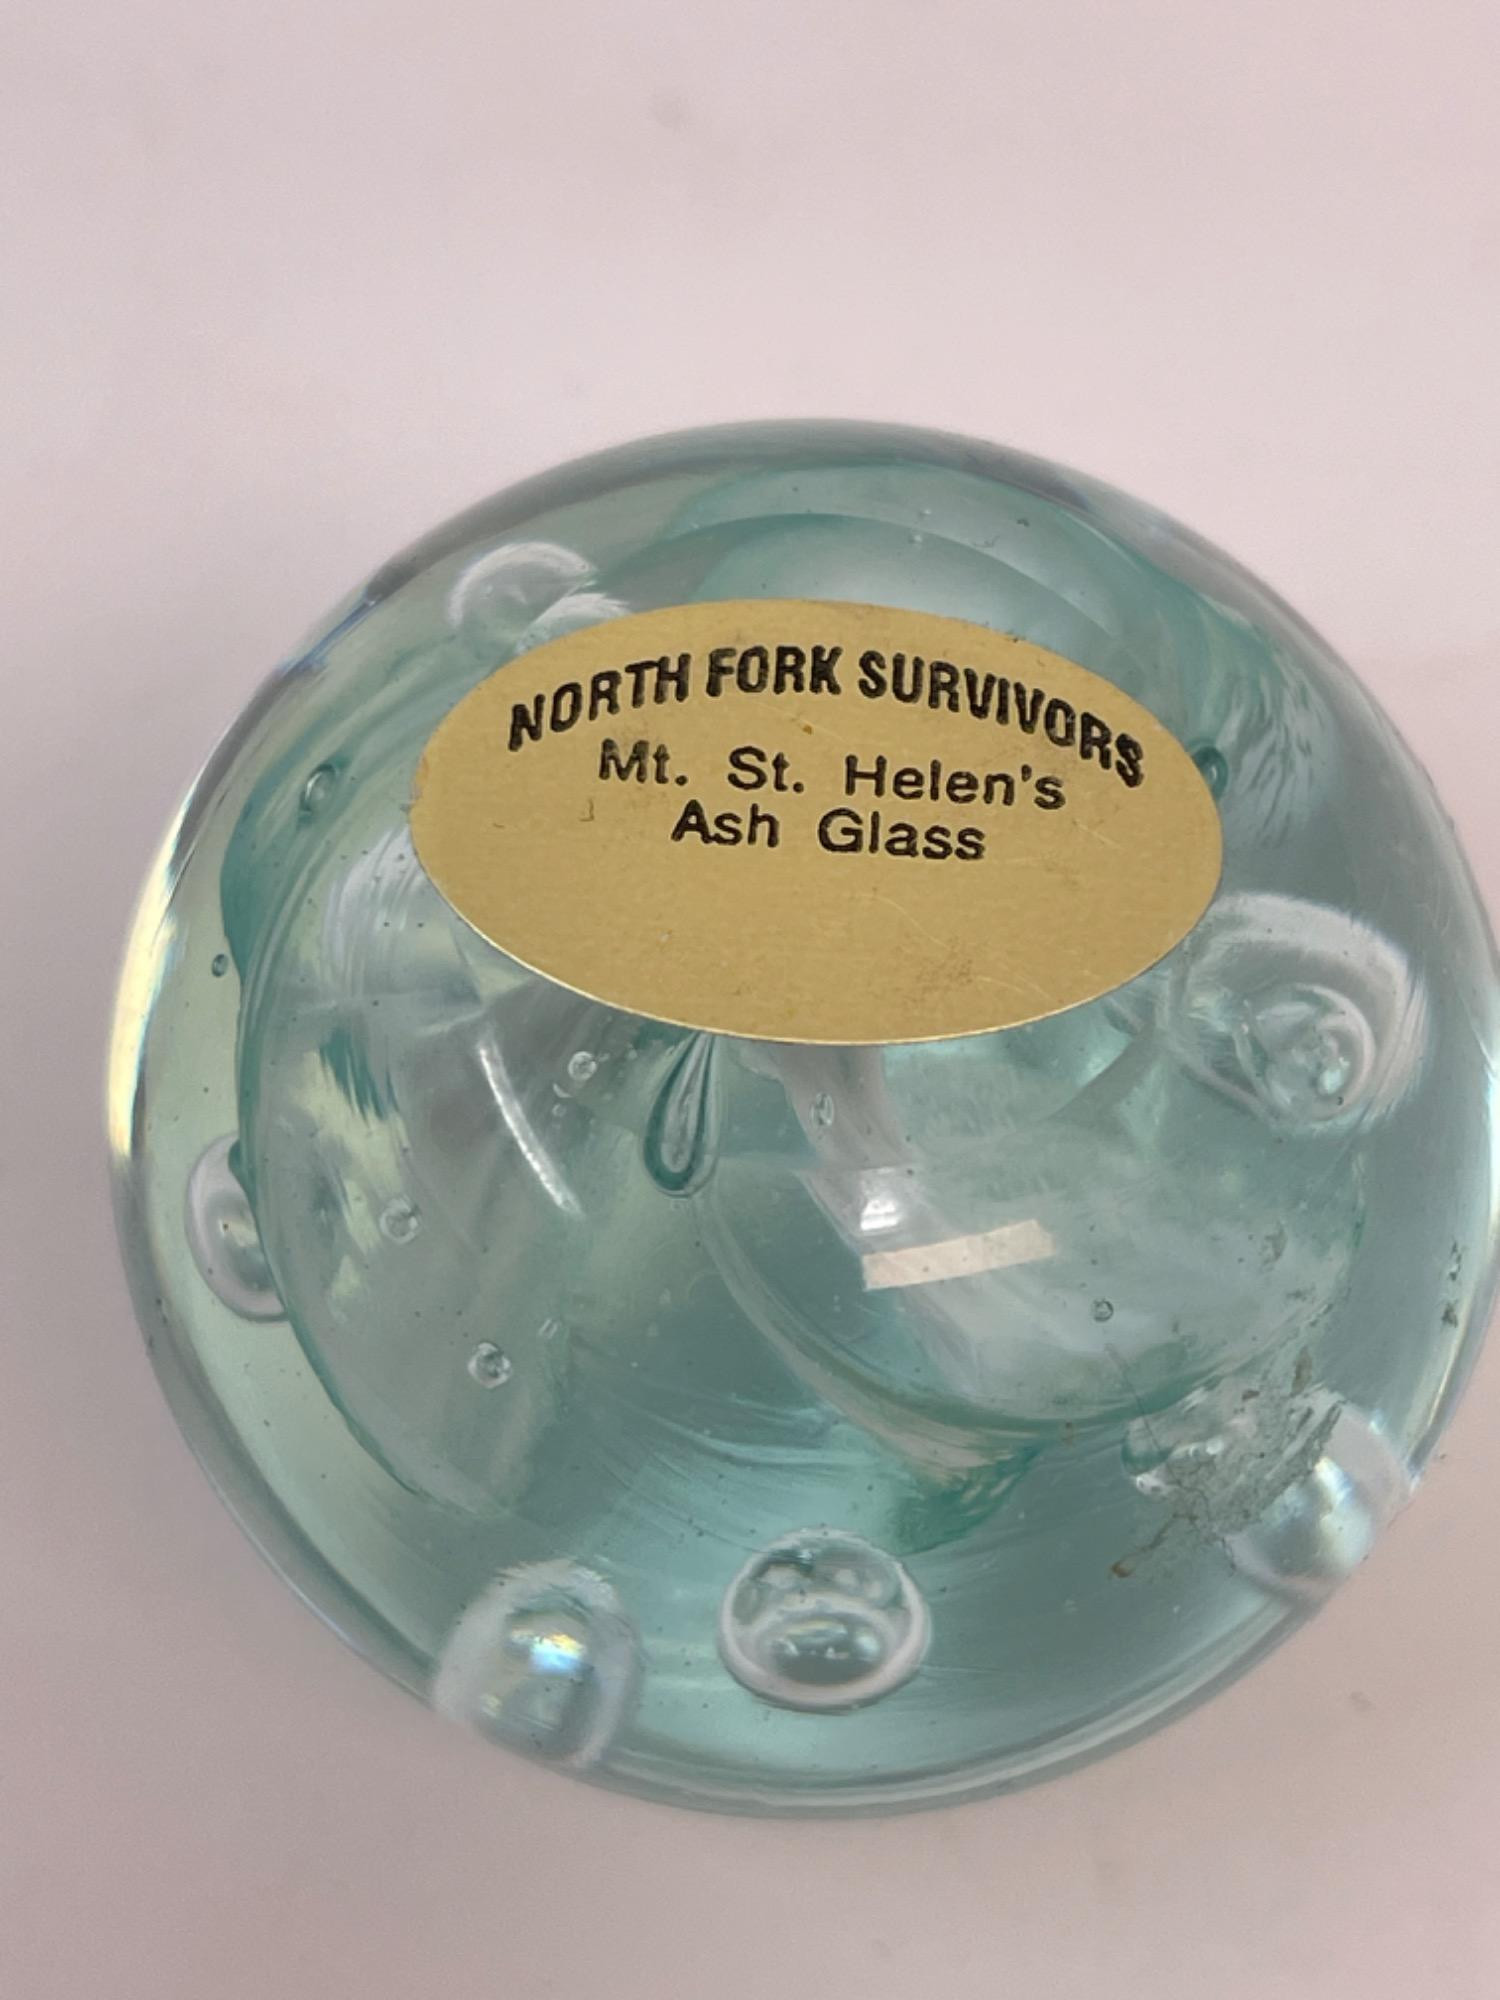 NORTH FORK SURVIVORS
Mt. St. Helen's
Ash Glass